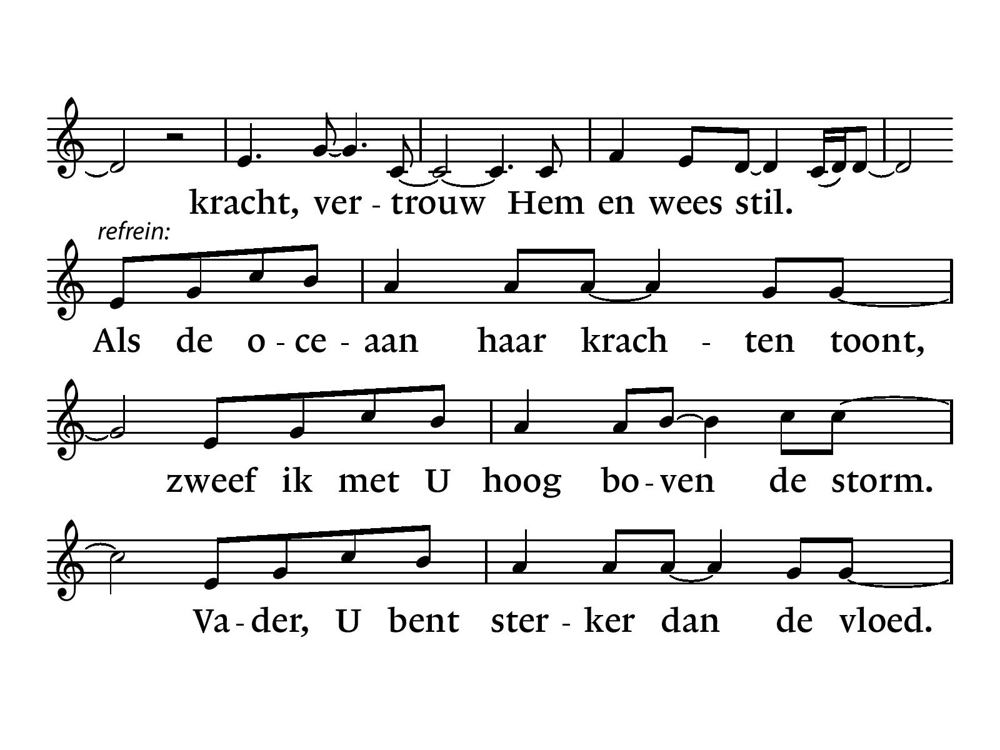 kracht, ver - trouw Hem en wees stil.
refrein:
Als de o - ce - aan haar krach - ten toont,
zweef ik met U hoog bo - ven de storm.
Va - der, U bent ster - ker dan de vloed.